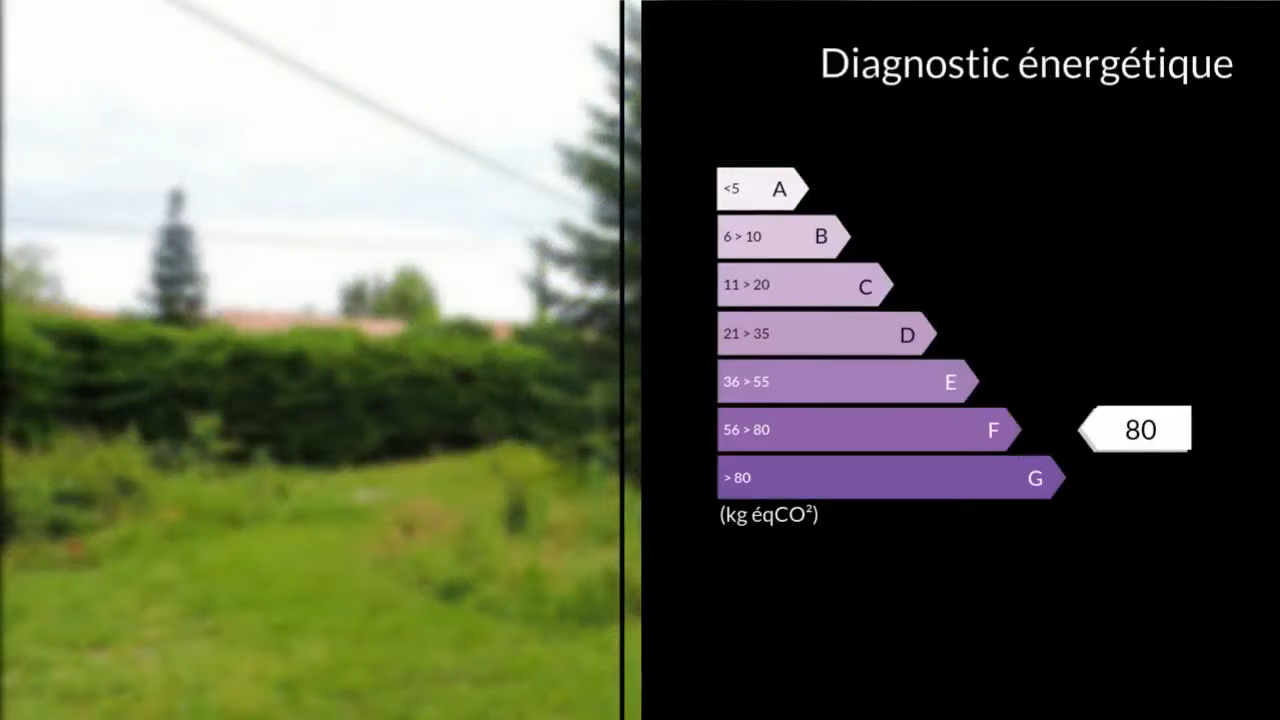 Diagnostic énergétique
<5 A
6 > 10 B
11 > 20 C
21 > 35 D
36 > 55 E
56 > 80 F
80
> 80 G
(kg éqCO²)